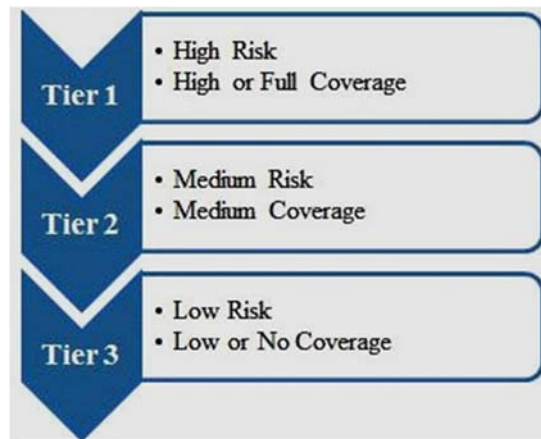 Tier 1
• High Risk
• High or Full Coverage
Tier 2
• Medium Risk
• Medium Coverage
Tier 3
• Low Risk
• Low or No Coverage